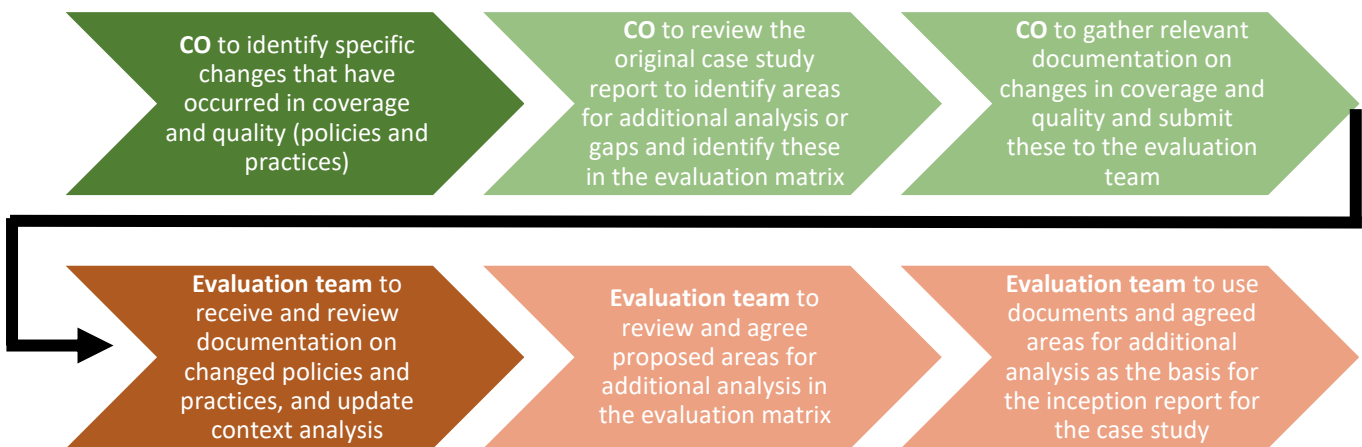 CO to identify specific
changes that have
occurred in coverage
and quality (policies and
practices)
CO to review the
original case study
report to identify areas
for additional analysis or
gaps and identify these
in the evaluation matrix
CO to gather relevant
documentation on
changes in coverage and
quality and submit
these to the evaluation
team
Evaluation team to
receive and review
documentation on
changed policies and
practices, and update
context analysis
Evaluation team to
review and agree
proposed areas for
additional analysis in
the evaluation matrix
Evaluation team to use
documents and agreed
areas for additional
analysis as the basis for
the inception report for
the case study